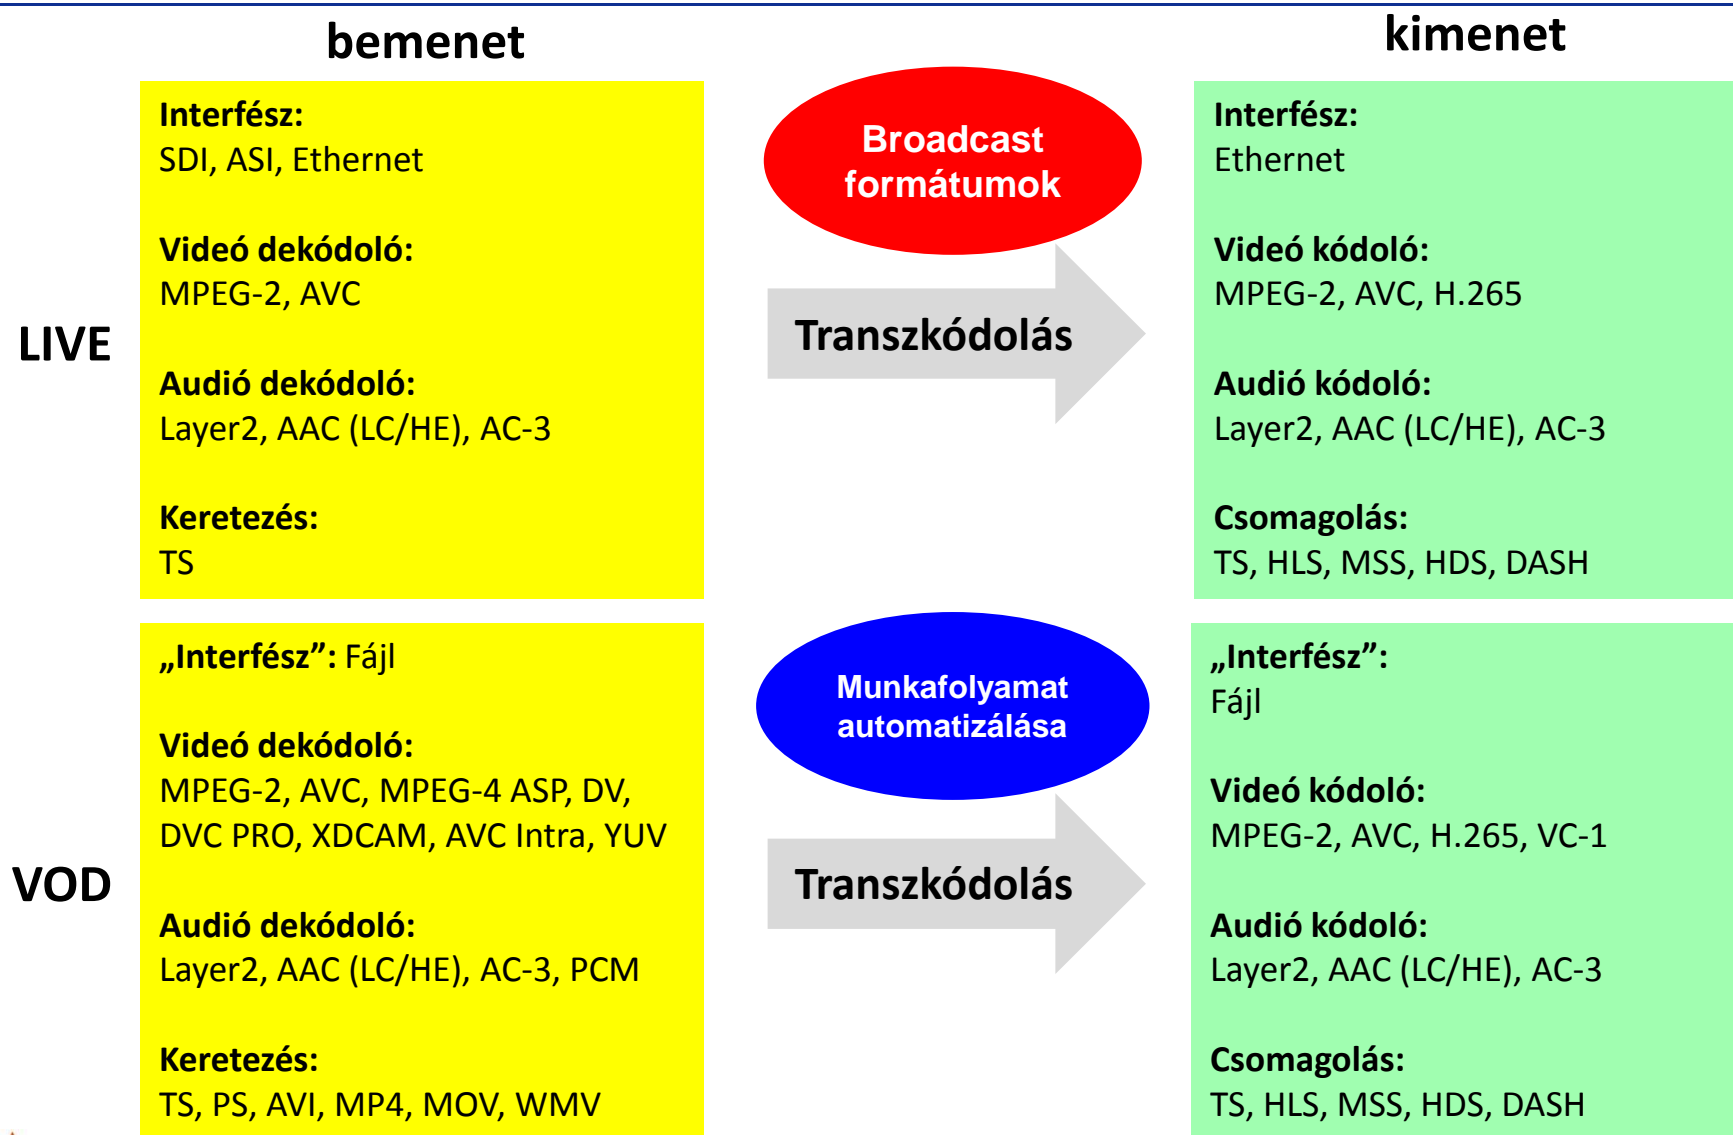 bemenet
kimenet
LIVE
Interfész:
SDI, ASI, Ethernet
Videó dekódoló:
MPEG-2, AVC
Audió dekódoló:
Layer2, AAC (LC/HE), AC-3
Keretezés:
TS
Broadcast
formátumok
Transzkódolás
Interfész:
Ethernet
Videó kódoló:
MPEG-2, AVC, H.265
Audió kódoló:
Layer2, AAC (LC/HE), AC-3
Csomagolás:
TS, HLS, MSS, HDS, DASH
VOD
„Interfész”: Fájl
Videó dekódoló:
MPEG-2, AVC, MPEG-4 ASP, DV,
DVC PRO, XDCAM, AVC Intra, YUV
Audió dekódoló:
Layer2, AAC (LC/HE), AC-3, PCM
Keretezés:
TS, PS, AVI, MP4, MOV, WMV
Munkafolyamat
automatizálása
Transzkódolás
„Interfész”:
Fájl
Videó kódoló:
MPEG-2, AVC, H.265, VC-1
Audió kódoló:
Layer2, AAC (LC/HE), AC-3
Csomagolás:
TS, HLS, MSS, HDS, DASH